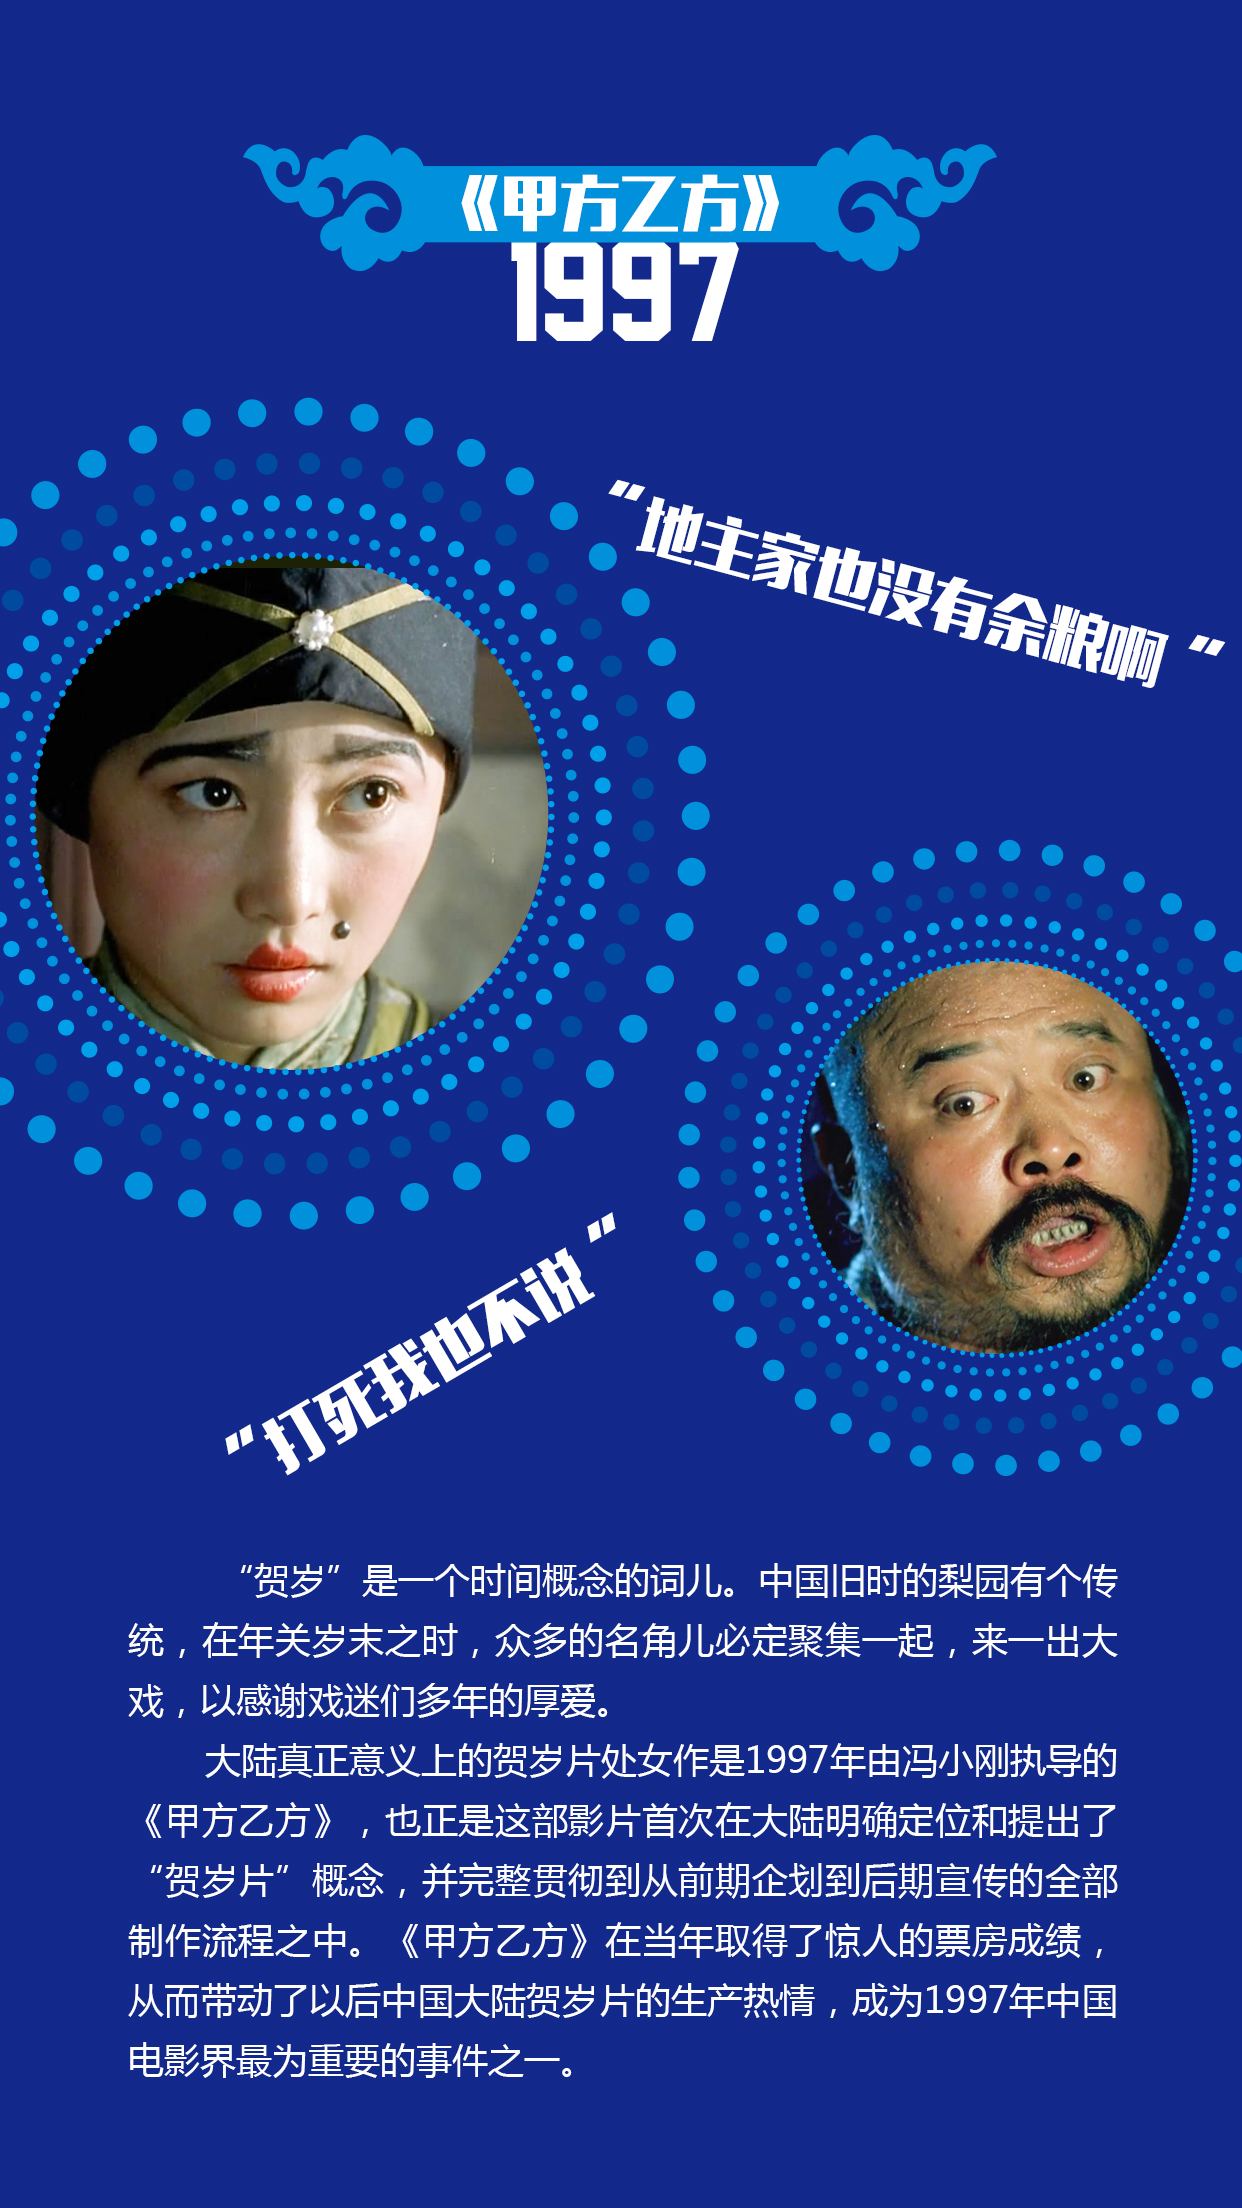 《甲方乙方》
1997
“地主家也没有余粮啊”
“打死我也不说”
“贺岁”是一个时间概念的词儿。中国旧时的梨园有个传
统，在年关岁末之时，众多的名角儿必定聚集一起，来一出大
戏，以感谢戏迷们多年的厚爱。
大陆真正意义上的贺岁片处女作是1997年由冯小刚执导的
《甲方乙方》，也正是这部影片首次在大陆明确定位和提出了
“贺岁片”概念，并完整贯彻到从前期企划到后期宣传的全部
制作流程之中。《甲方乙方》在当年取得了惊人的票房成绩，
从而带动了以后中国大陆贺岁片的生产热情，成为1997年中国
电影界最为重要的事件之一。